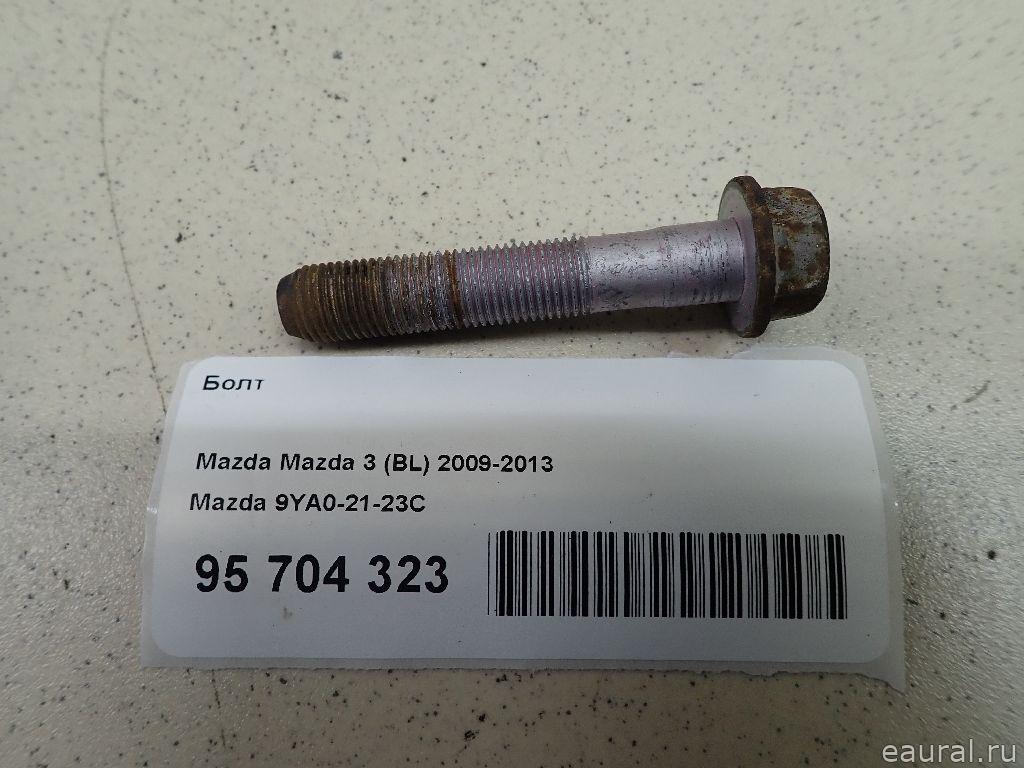 Болт
Mazda Mazda 3 (BL) 2009-2013
Mazda 9YA0-21-23C
95 704 323
eaural.ru